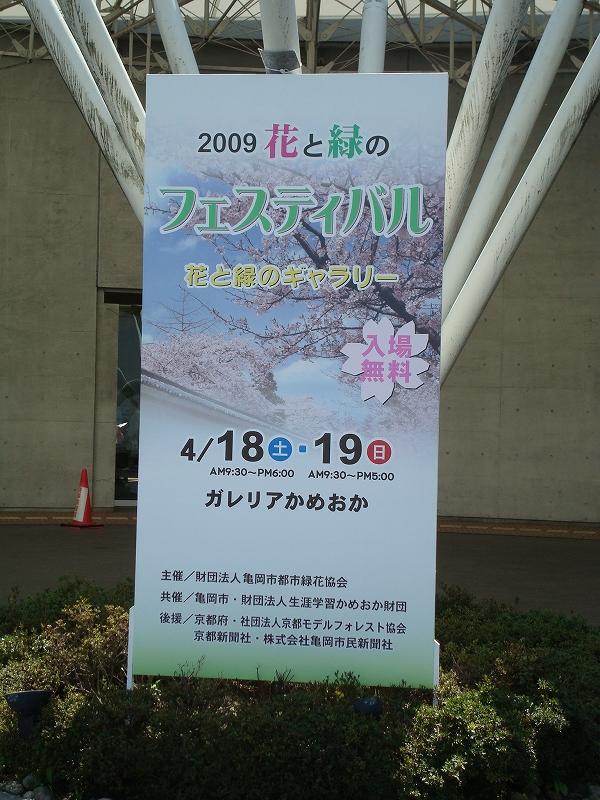 2009 花と緑の
フェスティバル
花と緑のギャラリー
入場
無料
4/18土・19日
AM9:30～PM6:00 AM9:30～PM5:00
ガレリアかめおか
主催／財団法人亀岡市都市緑花協会
共催／亀岡市・財団法人生涯学習かめおか財団
後援／京都府・社団法人京都モデルフォレスト協会
京都新聞社・株式会社亀岡市民新聞社